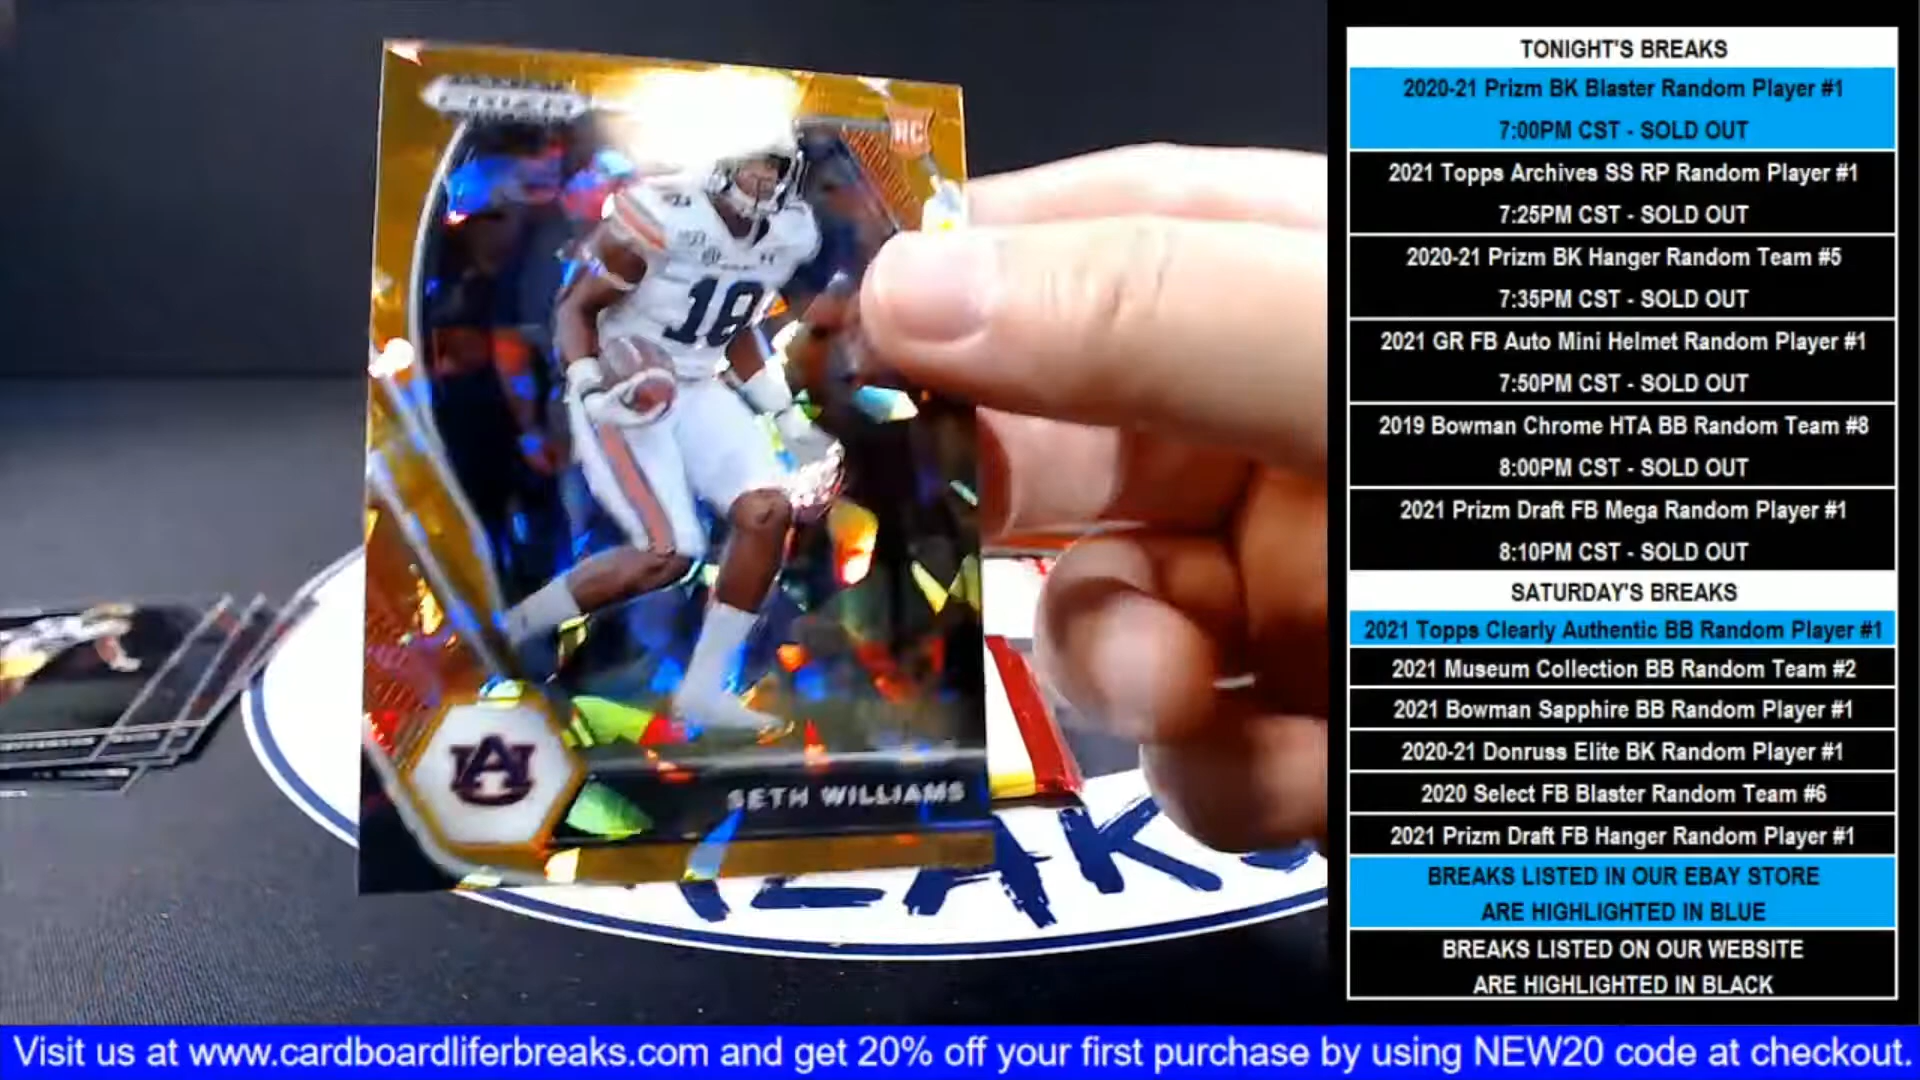 PRIZM
RC
18
SETH WILLIAMS
TONIGHT'S BREAKS
2020-21 Prizm BK Blaster Random Player #1
7:00PM CST - SOLD OUT
2021 Topps Archives SS RP Random Player #1
7:25PM CST - SOLD OUT
2020-21 Prizm BK Hanger Random Team #5
7:35PM CST - SOLD OUT
2021 GR FB Auto Mini Helmet Random Player #1
7:50PM CST - SOLD OUT
2019 Bowman Chrome HTA BB Random Team #8
8:00PM CST - SOLD OUT
2021 Prizm Draft FB Mega Random Player #1
8:10PM CST - SOLD OUT
SATURDAY'S BREAKS
2021 Topps Clearly Authentic BB Random Player #1
2021 Museum Collection BB Random Team #2
2021 Bowman Sapphire BB Random Player #1
2020-21 Donruss Elite BK Random Player #1
2020 Select FB Blaster Random Team #6
2021 Prizm Draft FB Hanger Random Player #1
BREAKS LISTED IN OUR EBAY STORE
ARE HIGHLIGHTED IN BLUE
BREAKS LISTED ON OUR WEBSITE
ARE HIGHLIGHTED IN BLACK
Visit us at www.cardboardliferbreaks.com and get 20% off your first purchase by using NEW20 code at checkout.